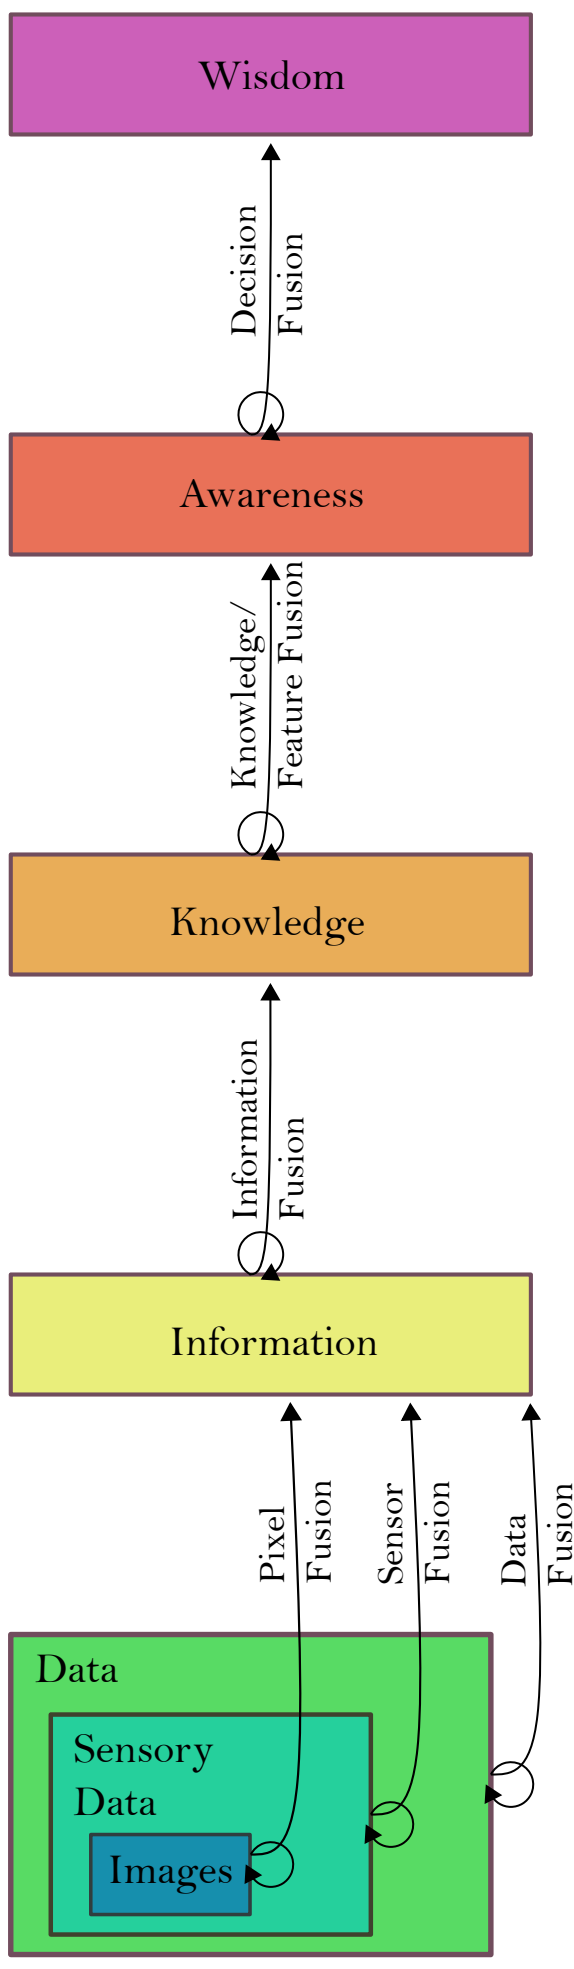 Wisdom
Decision
Fusion
Awareness
Knowledge/
Feature Fusion
Knowledge
Information
Fusion
Information
Pixel
Fusion
Sensor
Fusion
Data
Fusion
Data
Sensory
Data
Images